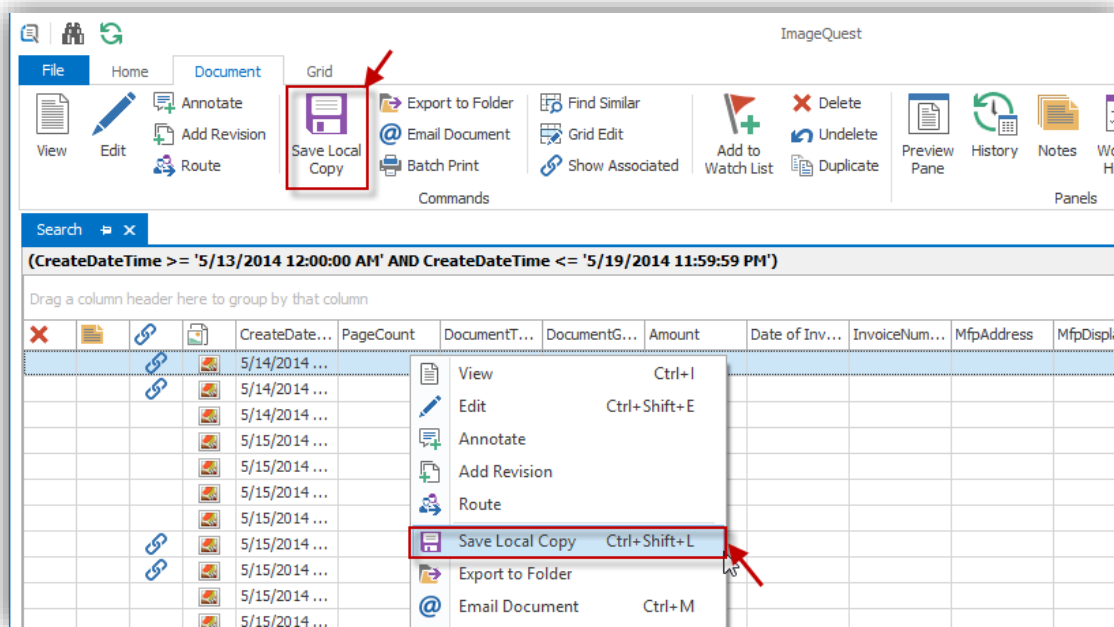 ImageQuest
File Home Document Grid
View
Edit
Annotate
Add Revision
Route
Save Local
Copy
Export to Folder
Email Document
Batch Print
Find Similar
Grid Edit
Show Associated
Add to
Watch List
Delete
Undelete
Duplicate
Preview
Pane
History
Notes
Commands
Panels
Search
(CreateDateTime >= '5/13/2014 12:00:00 AM' AND CreateDateTime <= '5/19/2014 11:59:59 PM')
Drag a column header here to group by that column
CreateDate... PageCount DocumentT... DocumentG... Amount Date of Inv... InvoiceNum... MfpAddress MfpDispla
5/14/2014 ...
5/14/2014 ...
5/14/2014 ...
5/15/2014 ...
5/15/2014 ...
5/15/2014 ...
5/15/2014 ...
5/15/2014 ...
5/15/2014 ...
5/15/2014 ...
5/15/2014 ...
View Ctrl+I
Edit Ctrl+Shift+E
Annotate
Add Revision
Route
Save Local Copy Ctrl+Shift+L
Export to Folder
Email Document Ctrl+M